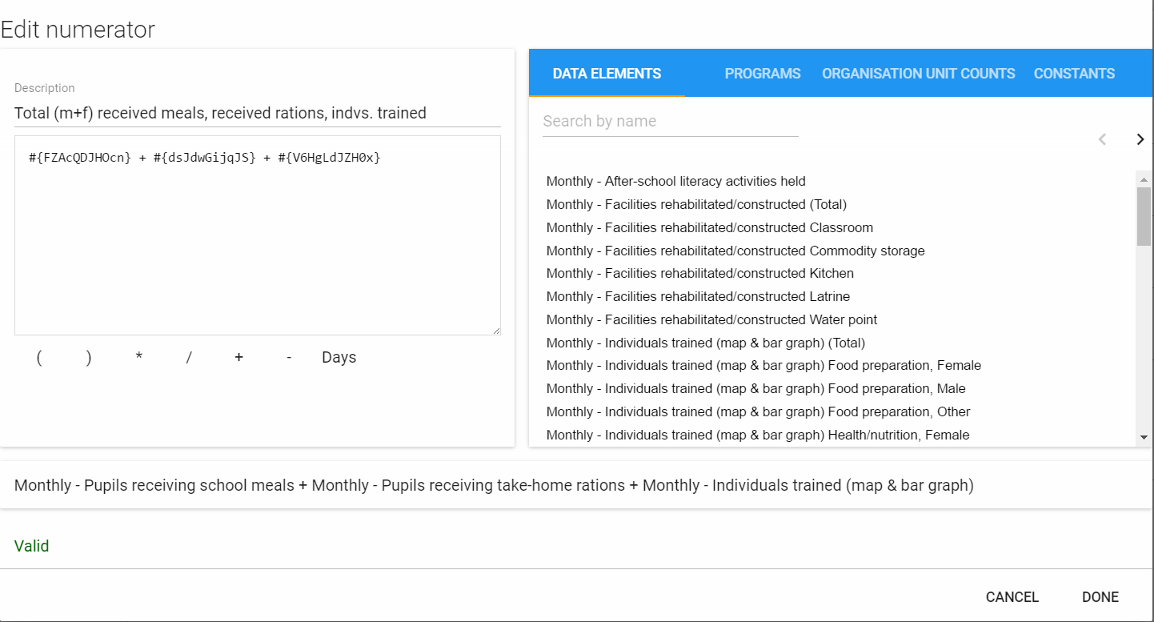 Edit numerator
Description
Total (m+f) received meals, received rations, indvs. trained
#{FZAcQDJHOcn} + #{dsJdwGijqJS} + #{V6HgLdJZH0x}
( ) * / + - Days
DATA ELEMENTS PROGRAMS ORGANISATION UNIT COUNTS CONSTANTS
Search by name
Monthly - After-school literacy activities held
Monthly - Facilities rehabilitated/constructed (Total)
Monthly - Facilities rehabilitated/constructed Classroom
Monthly - Facilities rehabilitated/constructed Commodity storage
Monthly - Facilities rehabilitated/constructed Kitchen
Monthly - Facilities rehabilitated/constructed Latrine
Monthly - Facilities rehabilitated/constructed Water point
Monthly - Individuals trained (map & bar graph) (Total)
Monthly - Individuals trained (map & bar graph) Food preparation, Female
Monthly - Individuals trained (map & bar graph) Food preparation, Male
Monthly - Individuals trained (map & bar graph) Food preparation, Other
Monthly - Individuals trained (map & bar graph) Health/nutrition, Female
Monthly - Pupils receiving school meals + Monthly - Pupils receiving take-home rations + Monthly - Individuals trained (map & bar graph)
Valid
CANCEL DONE